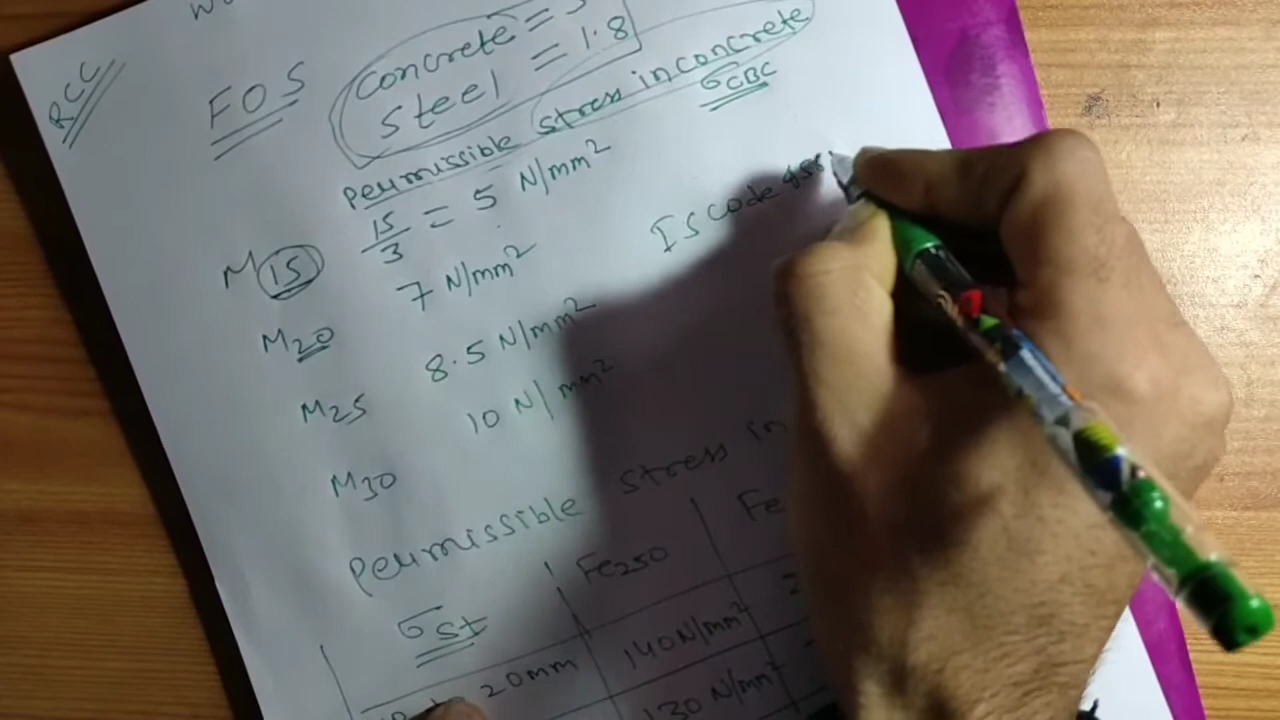 RCC
FOS
Concrete = 3
Steel = 1.8
Permissible stress in concrete
σCBC
M15 15/3 = 5 N/mm²
M20 7 N/mm²
M25 8.5 N/mm²
M30 10 N/mm²
IS Code 456
Permissible stress in
σst Fe250 Fe
20mm 140 N/mm² 2
130 N/mm²